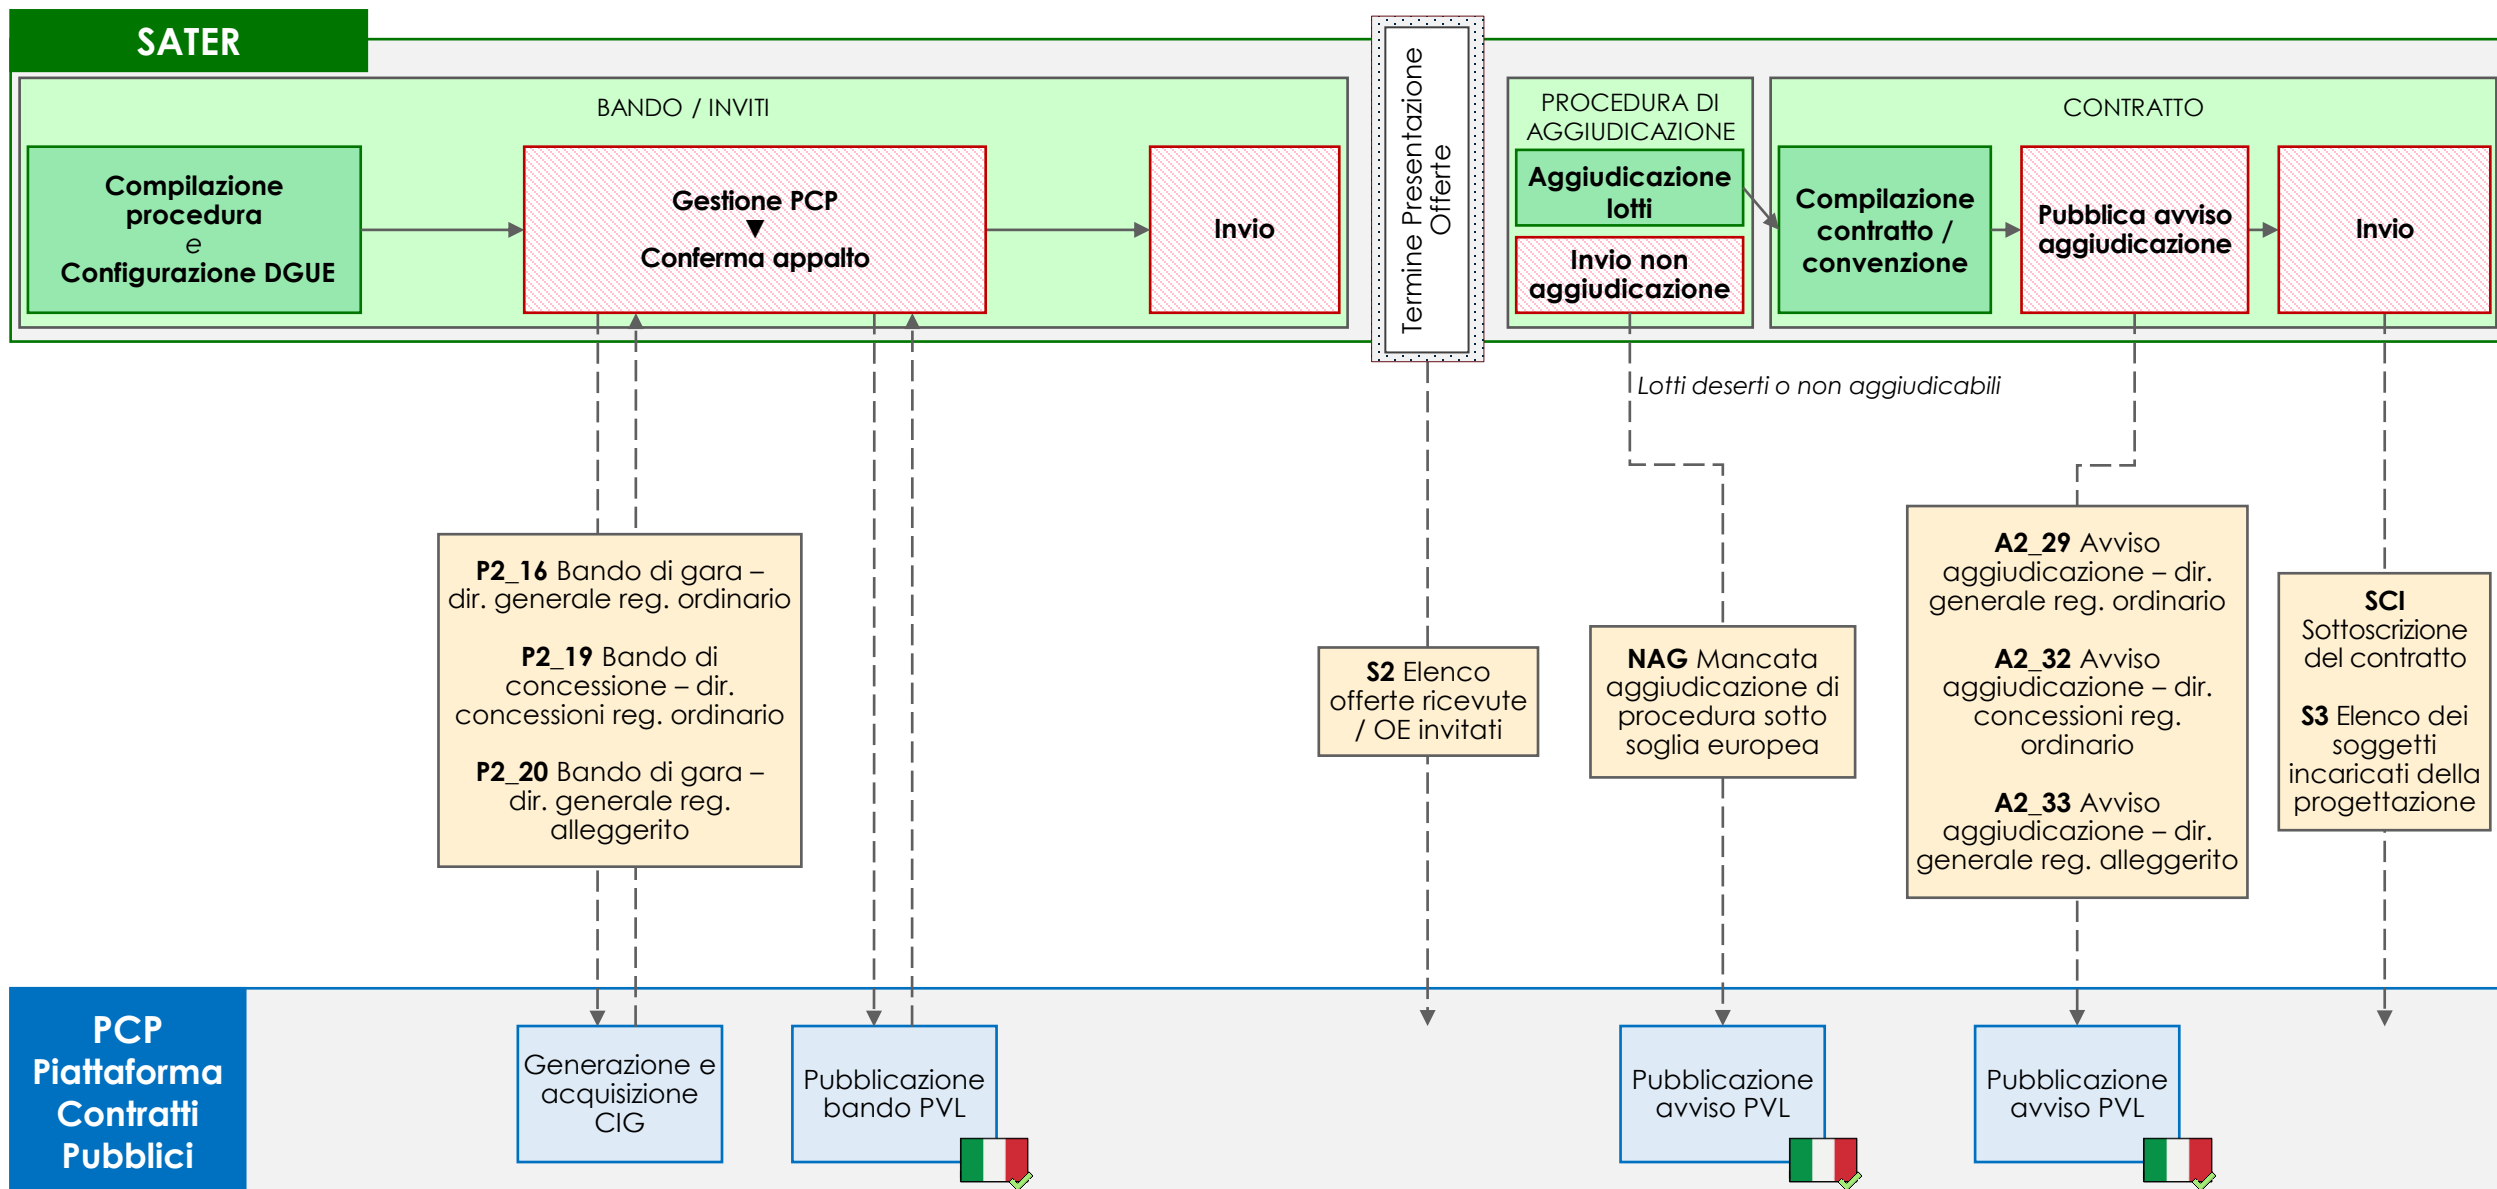 SATER
BANDO / INVITI
Compilazione
procedura
e
Configurazione DGUE
Gestione PCP
▼
Conferma appalto
Invio
Termine Presentazione
Offerte
PROCEDURA DI
AGGIUDICAZIONE
Aggiudicazione
lotti
Invio non
aggiudicazione
CONTRATTO
Compilazione
contratto /
convenzione
Pubblica avviso
aggiudicazione
Invio
Lotti deserti o non aggiudicabili
P2_16 Bando di gara –
dir. generale reg. ordinario
P2_19 Bando di
concessione – dir.
concessioni reg. ordinario
P2_20 Bando di gara –
dir. generale reg.
alleggerito
S2 Elenco
offerte ricevute
/ OE invitati
NAG Mancata
aggiudicazione di
procedura sotto
soglia europea
A2_29 Avviso
aggiudicazione – dir.
generale reg. ordinario
A2_32 Avviso
aggiudicazione – dir.
concessioni reg.
ordinario
A2_33 Avviso
aggiudicazione – dir.
generale reg. alleggerito
SCI
Sottoscrizione
del contratto
S3 Elenco dei
soggetti
incaricati della
progettazione
PCP
Piattaforma
Contratti
Pubblici
Generazione e
acquisizione
CIG
Pubblicazione
bando PVL
Pubblicazione
avviso PVL
Pubblicazione
avviso PVL